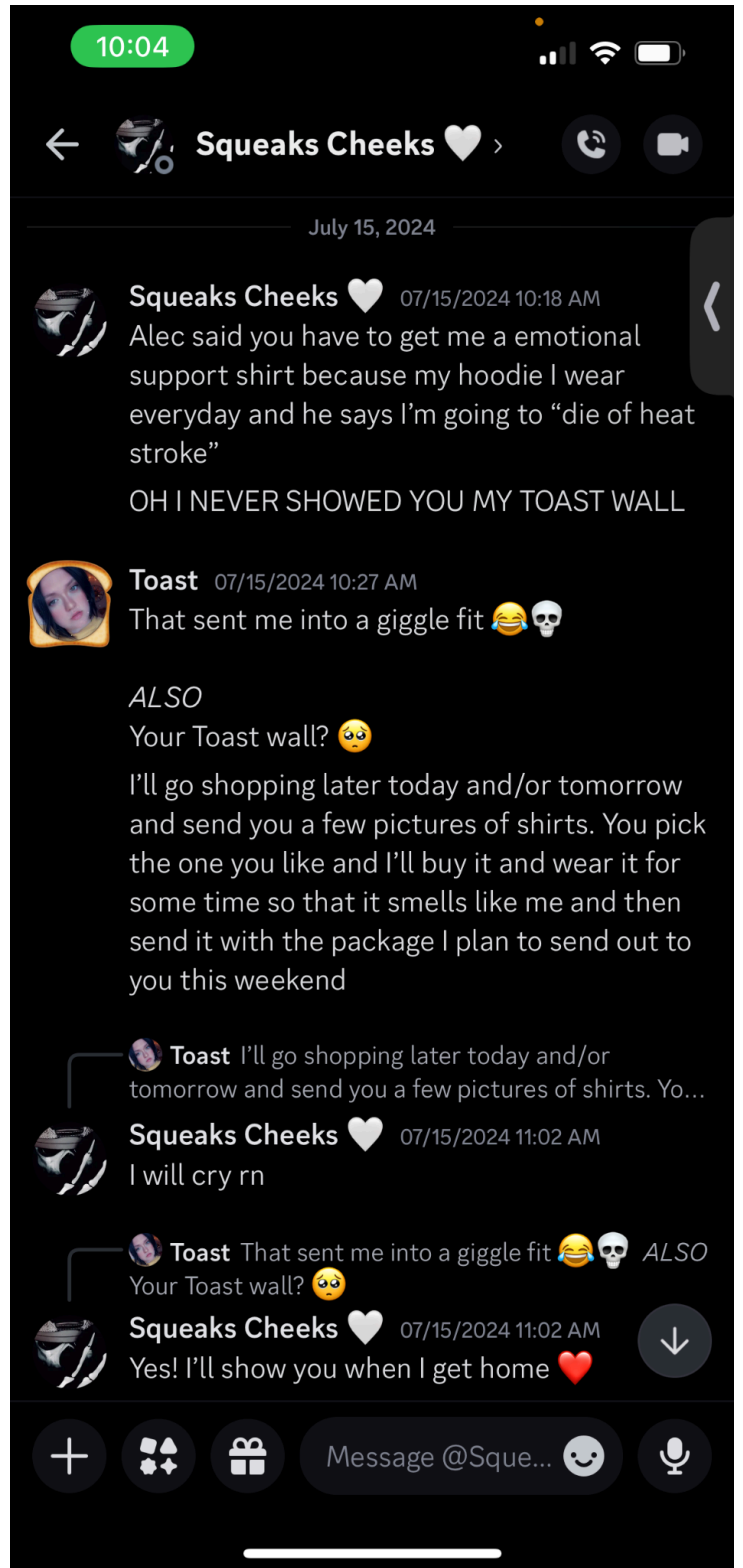 10:04
Squeaks Cheeks 🤍 ›
July 15, 2024
Squeaks Cheeks 🤍 07/15/2024 10:18 AM
Alec said you have to get me a emotional
support shirt because my hoodie I wear
everyday and he says I'm going to “die of heat
stroke”
OH I NEVER SHOWED YOU MY TOAST WALL
Toast 07/15/2024 10:27 AM
That sent me into a giggle fit 😂💀
ALSO
Your Toast wall? 🥺
I'll go shopping later today and/or tomorrow
and send you a few pictures of shirts. You pick
the one you like and I'll buy it and wear it for
some time so that it smells like me and then
send it with the package I plan to send out to
you this weekend
Toast I'll go shopping later today and/or
tomorrow and send you a few pictures of shirts. Yo...
Squeaks Cheeks 🤍 07/15/2024 11:02 AM
I will cry rn
Toast That sent me into a giggle fit 😂💀 ALSO
Your Toast wall? 🥺
Squeaks Cheeks 🤍 07/15/2024 11:02 AM
Yes! I'll show you when I get home ❤️
Message @Sque...